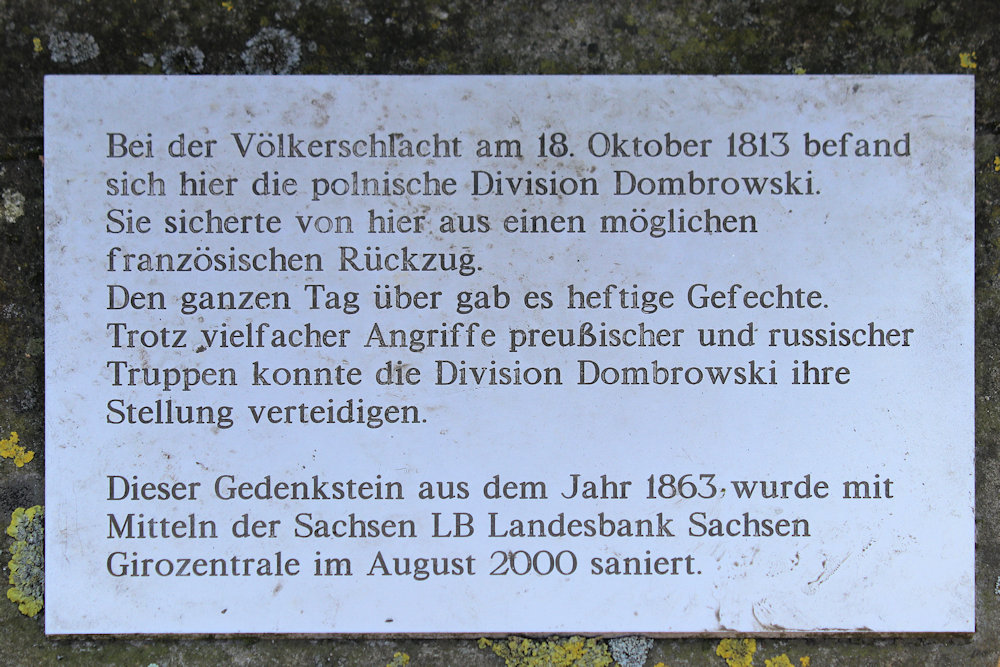 Bei der Völkerschlacht am 18. Oktober 1813 befand
sich hier die polnische Division Dombrowski.
Sie sicherte von hier aus einen möglichen
französischen Rückzug.
Den ganzen Tag über gab es heftige Gefechte.
Trotz vielfacher Angriffe preußischer und russischer
Truppen konnte die Division Dombrowski ihre
Stellung verteidigen.
Dieser Gedenkstein aus dem Jahr 1863 wurde mit
Mitteln der Sachsen LB Landesbank Sachsen
Girozentrale im August 2000 saniert.